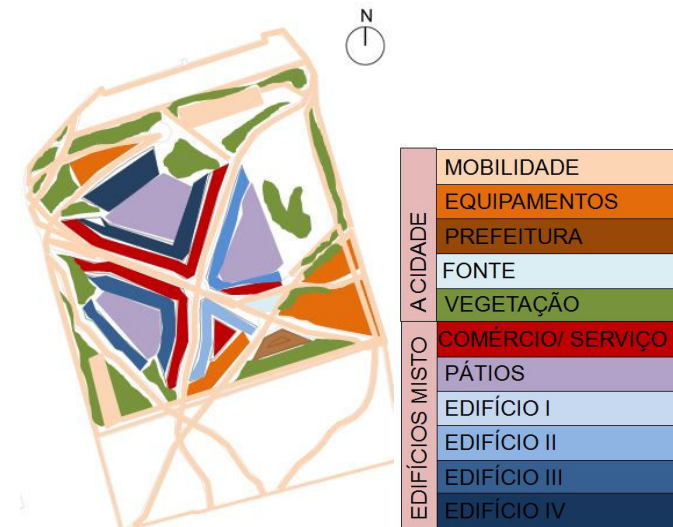 N
A CIDADE
MOBILIDADE
EQUIPAMENTOS
PREFEITURA
FONTE
VEGETAÇÃO
EDIFÍCIOS MISTO
COMÉRCIO/ SERVIÇO
PÁTIOS
EDIFÍCIO I
EDIFÍCIO II
EDIFÍCIO III
EDIFÍCIO IV